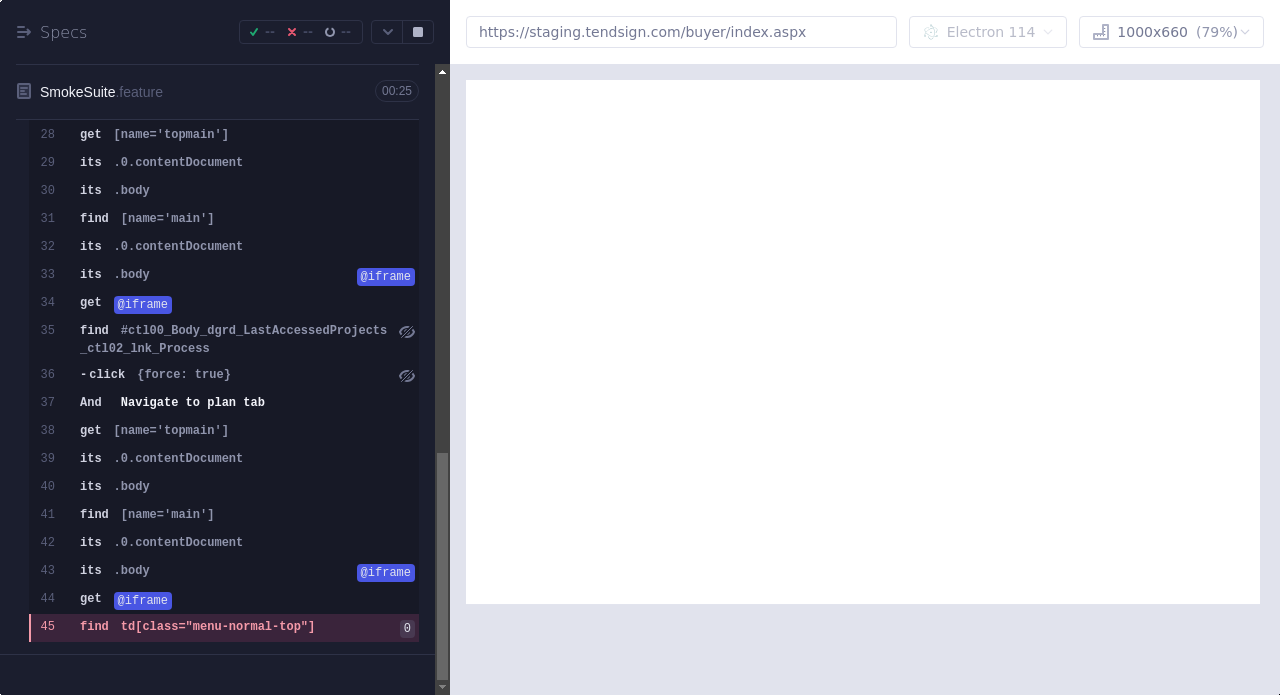 Specs
--
--
--
https://staging.tendsign.com/buyer/index.aspx
Electron 114
1000x660 (79%)
SmokeSuite.feature
00:25
28 get [name='topmain']
29 its .0.contentDocument
30 its .body
31 find [name='main']
32 its .0.contentDocument
33 its .body @iframe
34 get @iframe
35 find #ctl00_Body_dgrd_LastAccessedProjects
_ctl02_lnk_Process
36 -click {force: true}
37 And Navigate to plan tab
38 get [name='topmain']
39 its .0.contentDocument
40 its .body
41 find [name='main']
42 its .0.contentDocument
43 its .body @iframe
44 get @iframe
45 find td[class="menu-normal-top"] 0